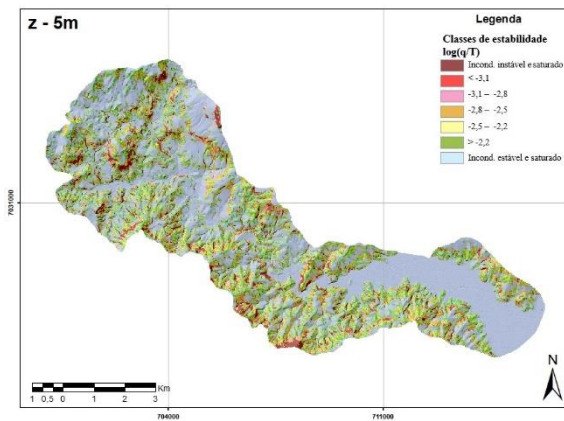 z - 5m
Legenda
Classes de estabilidade
log(q/T)
Incond. instável e saturado
< -3,1
-3,1 – -2,8
-2,8 – -2,5
-2,5 – -2,2
> -2,2
Incond. estável e saturado
7031000
N
Km
1 0.5 0 1 2 3
704000
711000